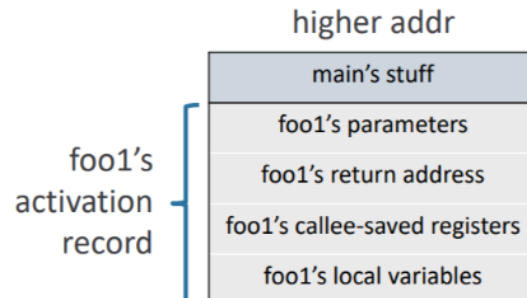 higher addr
main's stuff
foo1's parameters
foo1's return address
foo1's callee-saved registers
foo1's local variables
foo1's
activation
record